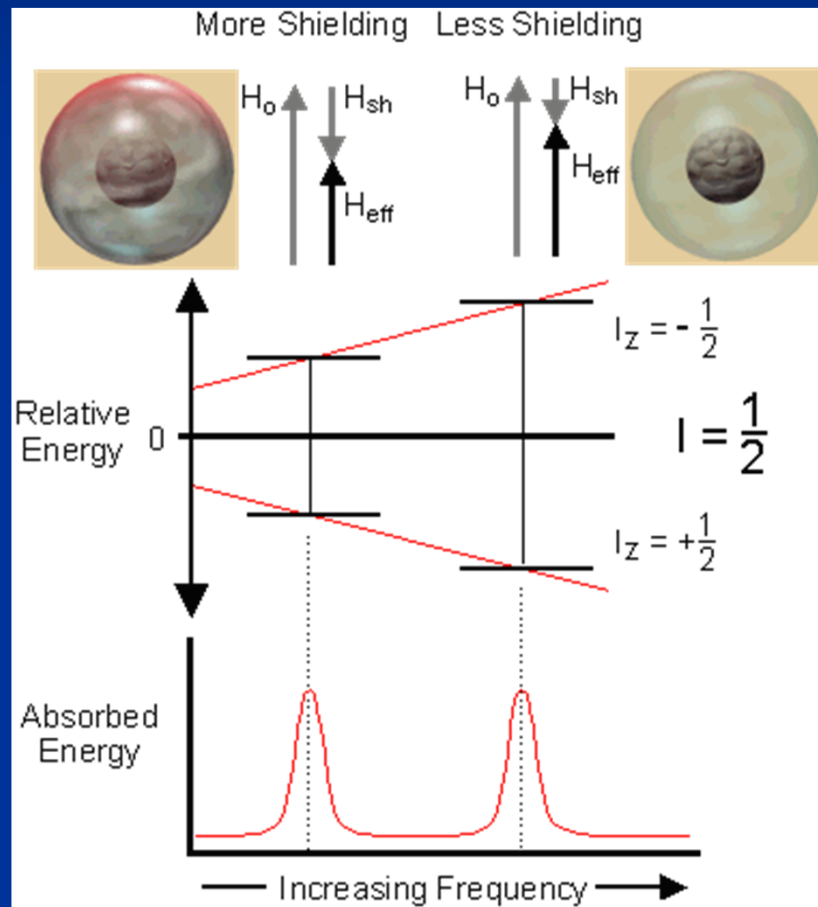 More Shielding Less Shielding
Ho Hsh Heff
Ho Hsh Heff
Iz = - 1/2
Relative
Energy 0
I = 1/2
Iz = +1/2
Absorbed
Energy
Increasing Frequency